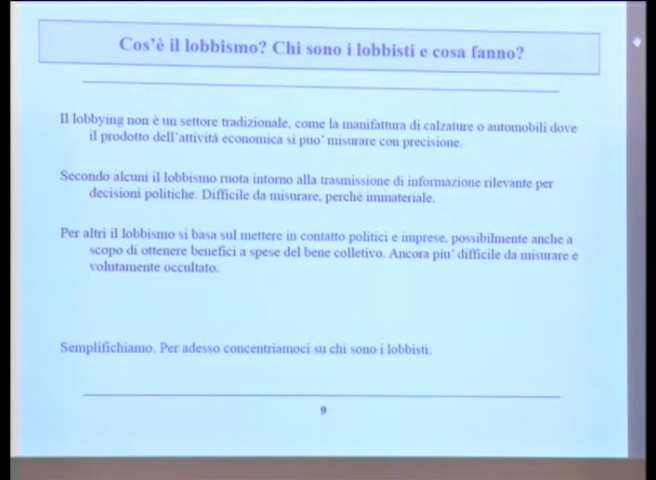 Cos'è il lobbismo? Chi sono i lobbisti e cosa fanno?
Il lobbying non è un settore tradizionale, come la manifattura di calzature o automobili dove
il prodotto dell'attività economica si puo' misurare con precisione.
Secondo alcuni il lobbismo ruota intorno alla trasmissione di informazione rilevante per
decisioni politiche. Difficile da misurare, perchè immateriale.
Per altri il lobbismo si basa sul mettere in contatto politici e imprese, possibilmente anche a
scopo di ottenere benefici a spese del bene colletivo. Ancora piu' difficile da misurare e
volutamente occultato.
Semplifichiamo. Per adesso concentriamoci su chi sono i lobbisti.
9